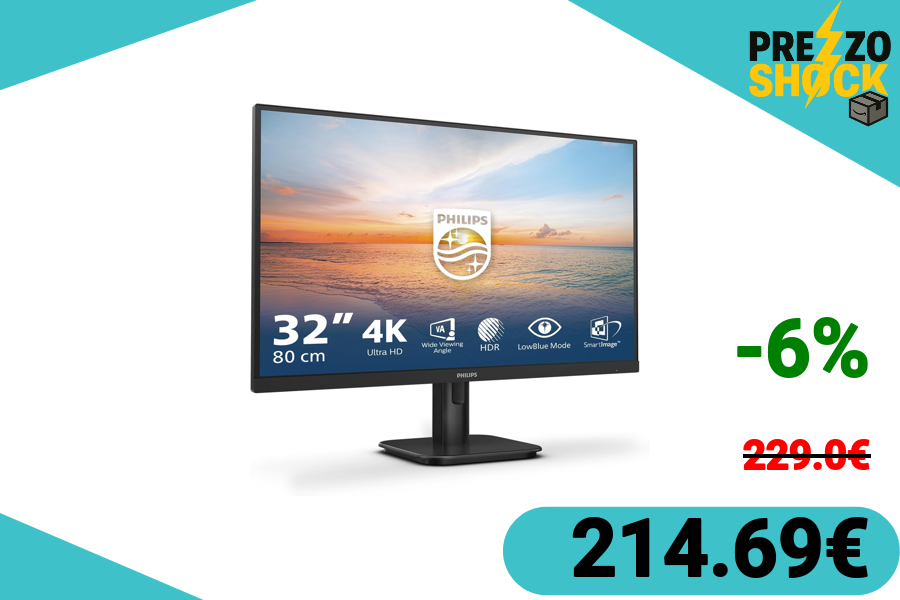 PREZZO
SHOCK
PHILIPS
32”
80 cm
4K
Ultra HD
VA
Wide Viewing
Angle
HDR
LowBlue Mode
SmartImage™
PHILIPS
-6%
229.0€
214.69€